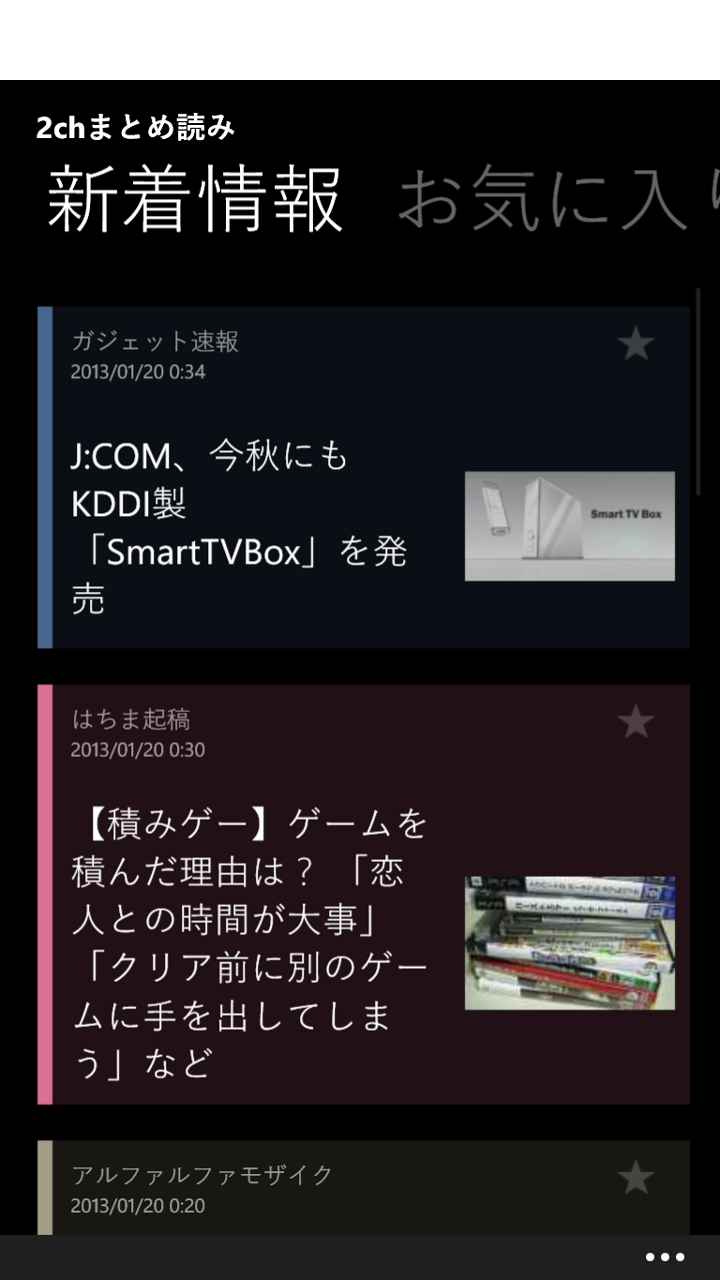 2chまとめ読み
新着情報 お気に入り
ガジェット速報
2013/01/20 0:34
J:COM、今秋にも
KDDI製
「SmartTVBox」を発
売
Smart TV Box
はちま起稿
2013/01/20 0:30
【積みゲー】ゲームを
積んだ理由は？ 「恋
人との時間が大事」
「クリア前に別のゲー
ムに手を出してしま
う」など
アルファルファモザイク
2013/01/20 0:20